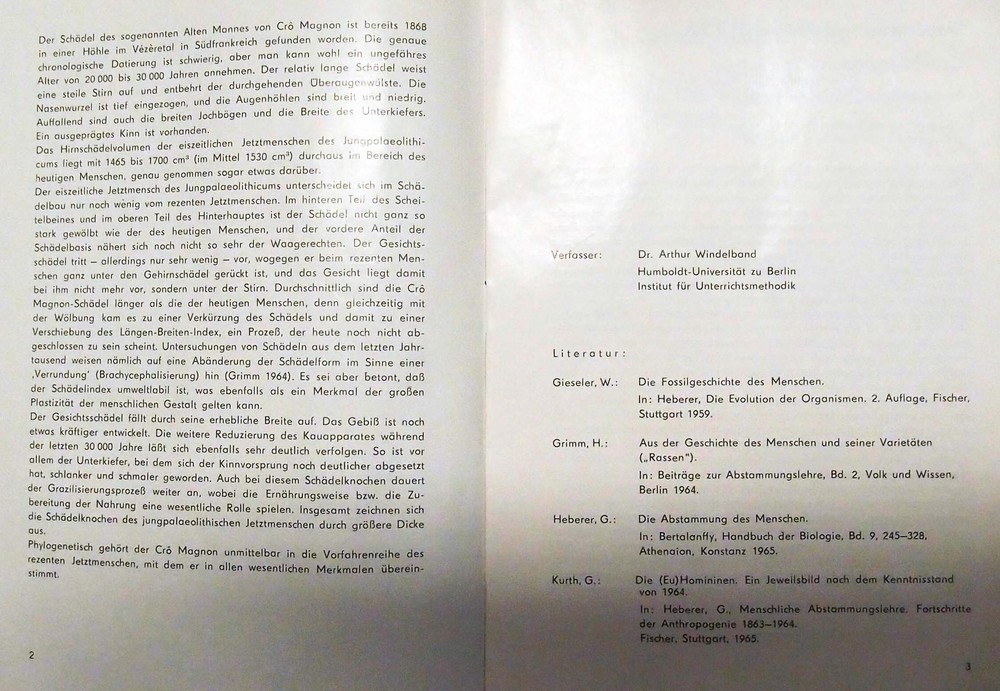 Der Schädel des sogenannten Alten Mannes von Crô Magnon ist bereits 1868
in einer Höhle im Vézèretal in Südfrankreich gefunden worden. Die genaue
chronologische Datierung ist schwierig, aber man kann wohl ein ungefähres
Alter von 20 000 bis 30 000 Jahren annehmen. Der relativ lange Schädel weist
eine steile Stirn auf und entbehrt der durchgehenden Überaugenwülste. Die
Nasenwurzel ist tief eingezogen, und die Augenhöhlen sind breit und niedrig.
Auffallend sind auch die breiten Jochbögen und die Breite des Unterkiefers.
Ein ausgeprägtes Kinn ist vorhanden.
Das Hirnschädelvolumen der eiszeitlichen Jetztmenschen des Jungpalaeolithi-
cums liegt mit 1465 bis 1700 cm³ (im Mittel 1530 cm³) durchaus im Bereich des
heutigen Menschen, genau genommen sogar etwas darüber.
Der eiszeitliche Jetztmensch des Jungpalaeolithicums unterscheidet sich im Schä-
delbau nur noch wenig vom rezenten Jetztmenschen. Im hinteren Teil des Schei-
telbeines und im oberen Teil des Hinterhauptes ist der Schädel nicht ganz so
stark gewölbt wie der des heutigen Menschen, und der vordere Anteil der
Schädelbasis nähert sich noch nicht so sehr der Waagerechten. Der Gesichts-
schädel tritt – allerdings nur sehr wenig – vor, wogegen er beim rezenten Men-
schen ganz unter den Gehirnschädel gerückt ist, und das Gesicht liegt damit
bei ihm nicht mehr vor, sondern unter der Stirn. Durchschnittlich sind die Crô
Magnon-Schädel länger als die der heutigen Menschen, denn gleichzeitig mit
der Wölbung kam es zu einer Verkürzung des Schädels und damit zu einer
Verschiebung des Längen-Breiten-Index, ein Prozeß, der heute noch nicht ab-
geschlossen zu sein scheint. Untersuchungen von Schädeln aus dem letzten Jahr-
tausend weisen nämlich auf eine Abänderung der Schädelform im Sinne einer
‚Verrundung‘ (Brachycephalisierung) hin (Grimm 1964). Es sei aber betont, daß
der Schädelindex umweltlabil ist, was ebenfalls als ein Merkmal der großen
Plastizität der menschlichen Gestalt gelten kann.
Der Gesichtsschädel fällt durch seine erhebliche Breite auf. Das Gebiß ist noch
etwas kräftiger entwickelt. Die weitere Reduzierung des Kauapparates während
der letzten 30 000 Jahre läßt sich ebenfalls sehr deutlich verfolgen. So ist vor
allem der Unterkiefer, bei dem sich der Kinnvorsprung noch deutlicher abgesetzt
hat, schlanker und schmaler geworden. Auch bei diesem Schädelknochen dauert
der Grazilisierungsprozeß weiter an, wobei die Ernährungsweise bzw. die Zu-
bereitung der Nahrung eine wesentliche Rolle spielen. Insgesamt zeichnen sich
die Schädelknochen des jungpalaeolithischen Jetztmenschen durch größere Dicke
aus.
Phylogenetisch gehört der Crô Magnon unmittelbar in die Vorfahrenreihe des
rezenten Jetztmenschen, mit dem er in allen wesentlichen Merkmalen überein-
stimmt.
2
Verfasser: Dr. Arthur Windelband
Humboldt-Universität zu Berlin
Institut für Unterrichtsmethodik
Literatur:
Gieseler, W.: Die Fossilgeschichte des Menschen.
In: Heberer, Die Evolution der Organismen. 2. Auflage, Fischer,
Stuttgart 1959.
Grimm, H.: Aus der Geschichte des Menschen und seiner Varietäten
(„Rassen“).
In: Beiträge zur Abstammungslehre, Bd. 2, Volk und Wissen,
Berlin 1964.
Heberer, G.: Die Abstammung des Menschen.
In: Bertalanffy, Handbuch der Biologie, Bd. 9, 245–328,
Athenaion, Konstanz 1965.
Kurth, G.: Die (Eu)Homininen. Ein Jeweilsbild nach dem Kenntnisstand
von 1964.
In: Heberer, G., Menschliche Abstammungslehre. Fortschritte
der Anthropogenie 1863–1964.
Fischer, Stuttgart, 1965.
3